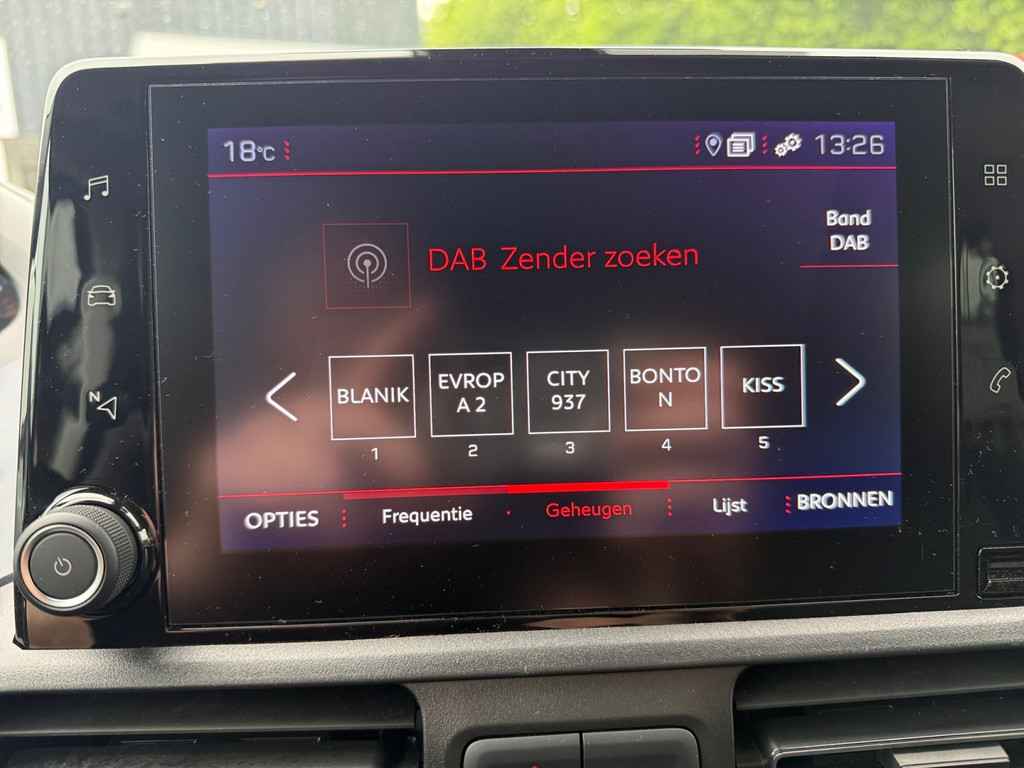 18°C
13:26
Band
DAB
DAB Zender zoeken
BLANIK
EVROP
A 2
CITY
937
BONTO
N
KISS
1
2
3
4
5
OPTIES
Frequentie
Geheugen
Lijst
BRONNEN
N